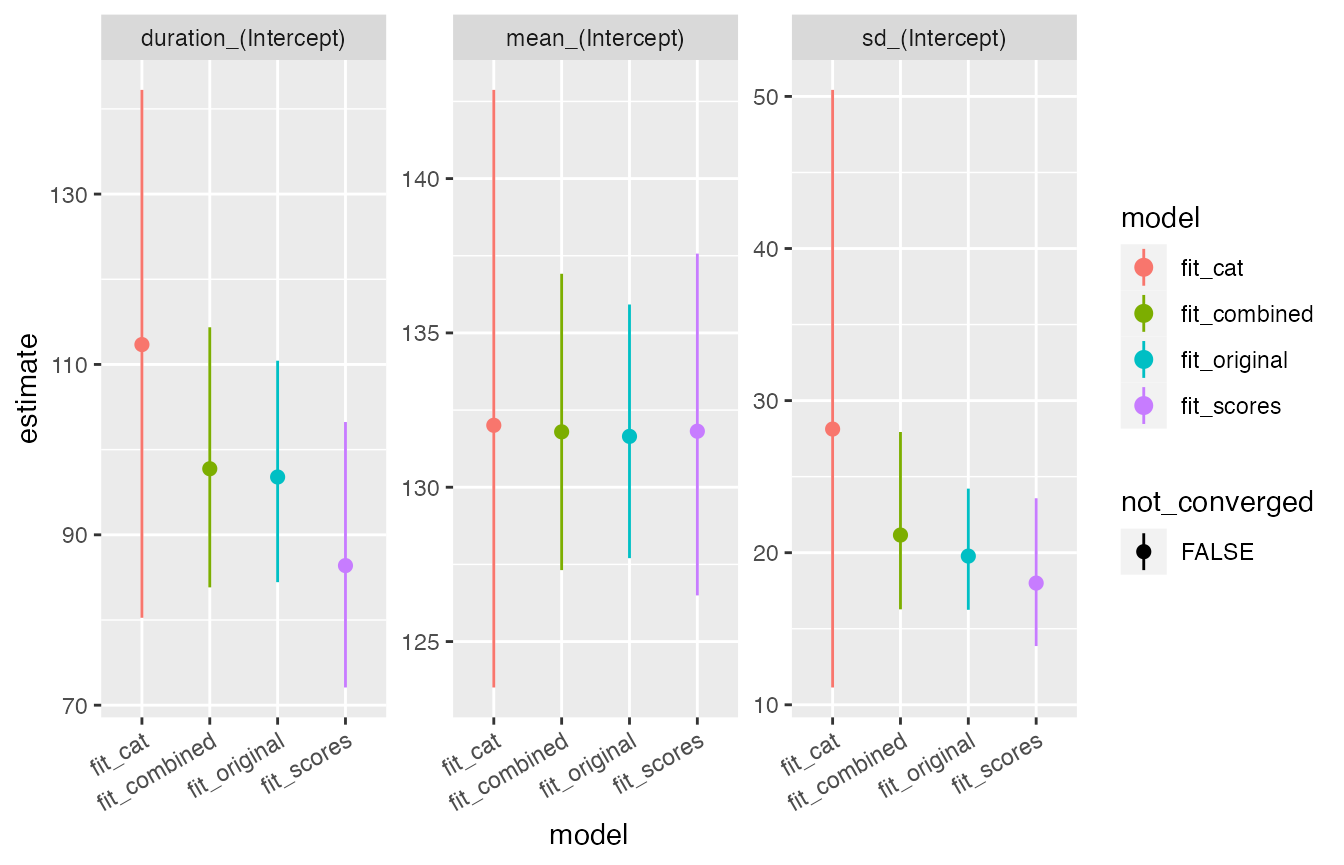 duration_(Intercept)
mean_(Intercept)
sd_(Intercept)
estimate
130
110
90
70
140
135
130
125
50
40
30
20
10
fit_cat
fit_combined
fit_original
fit_scores
fit_cat
fit_combined
fit_original
fit_scores
fit_cat
fit_combined
fit_original
fit_scores
model
model
fit_cat
fit_combined
fit_original
fit_scores
not_converged
FALSE